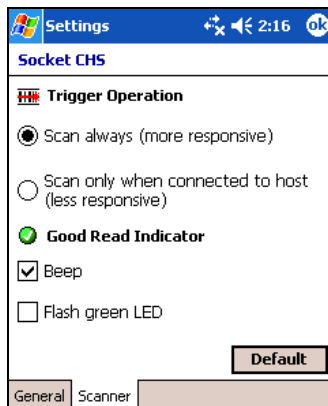 Settings 2:16 ok
Socket CHS
Trigger Operation
Scan always (more responsive)
Scan only when connected to host
(less responsive)
Good Read Indicator
Beep
Flash green LED
Default
General Scanner